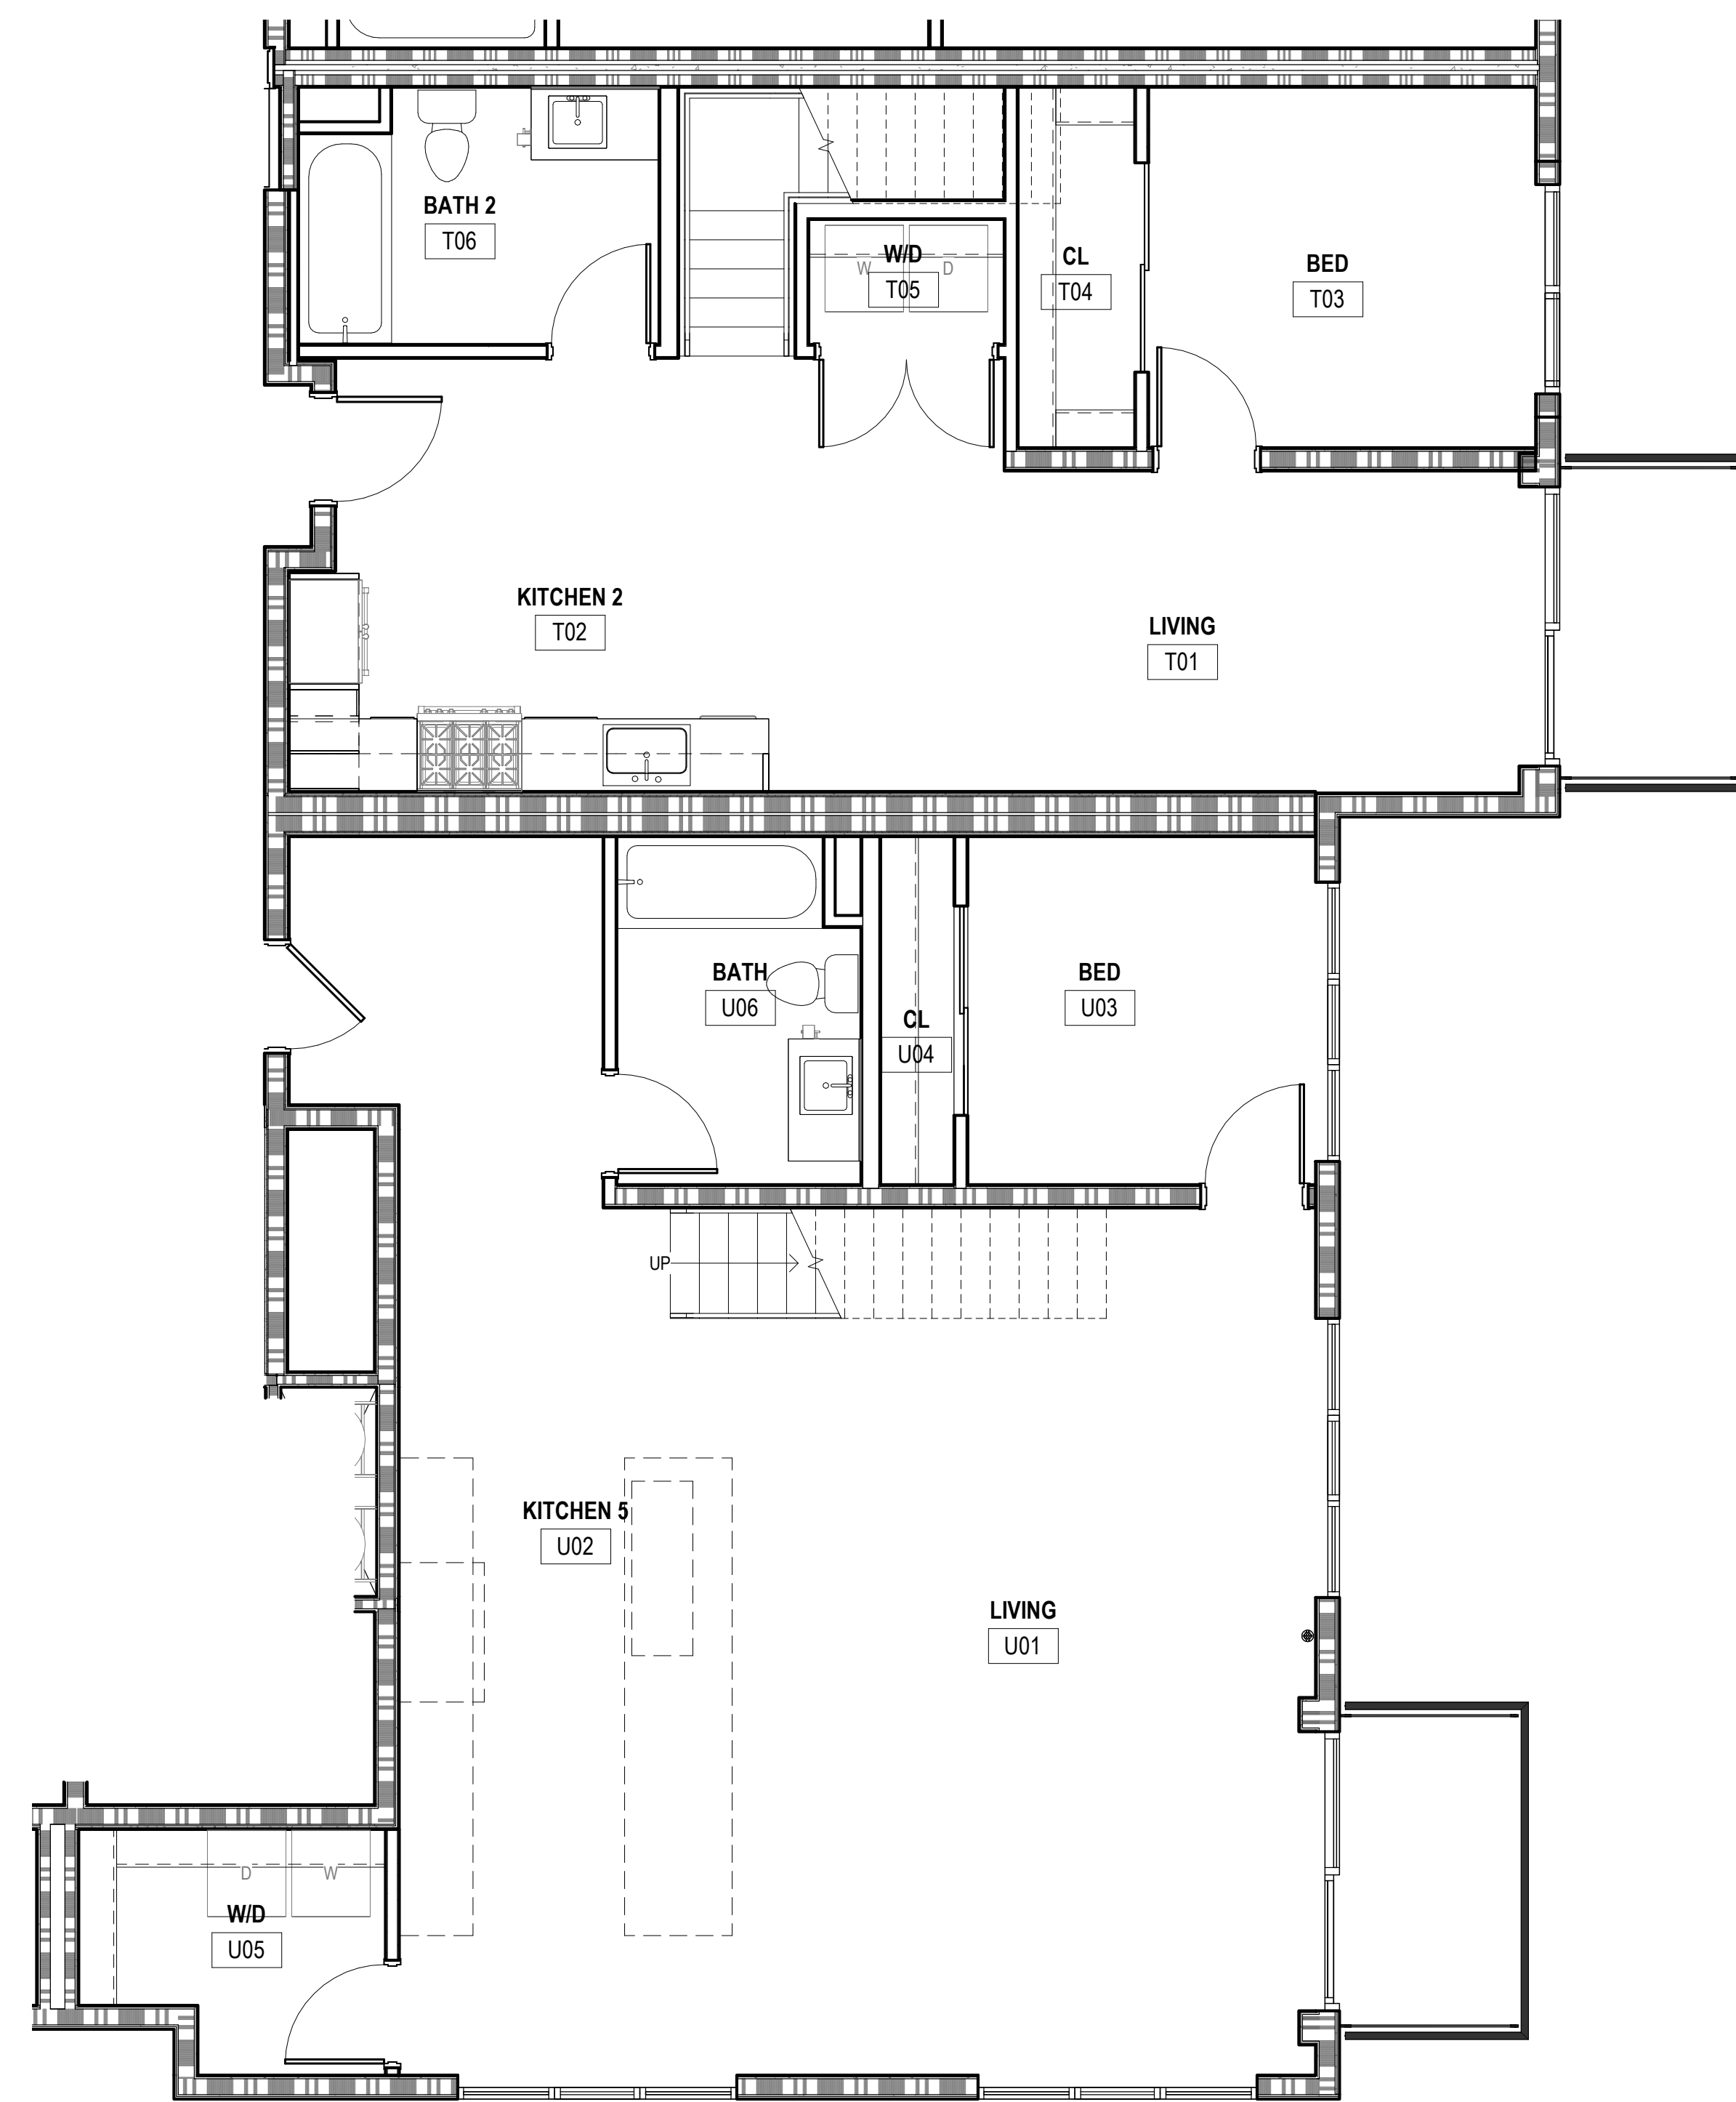 BATH 2
T06
W/D
W
D
T05
CL
T04
BED
T03
KITCHEN 2
T02
LIVING
T01
BATH
U06
CL
U04
BED
U03
UP
KITCHEN 5
U02
LIVING
U01
D
W
W/D
U05